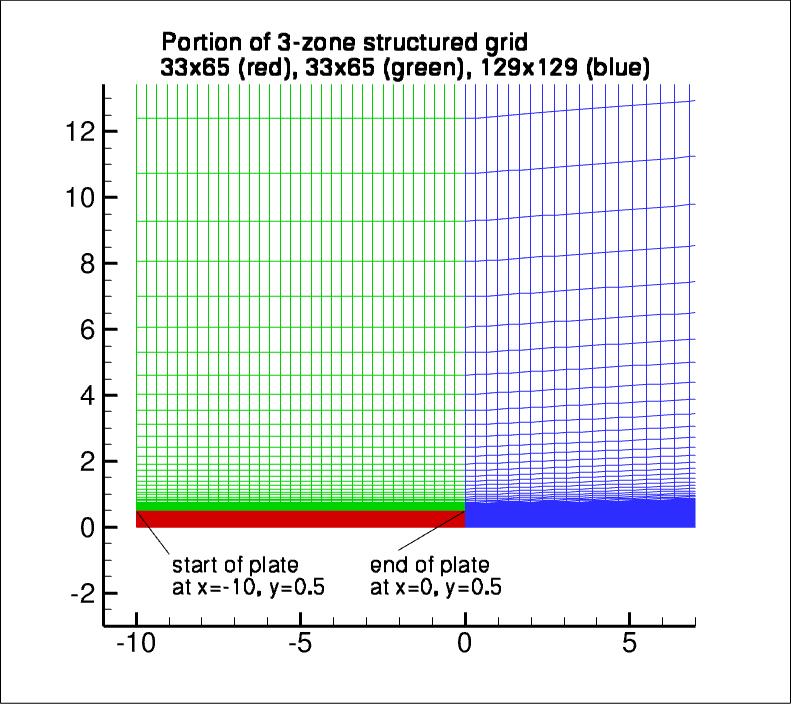 Portion of 3-zone structured grid
33x65 (red), 33x65 (green), 129x129 (blue)
12
10
8
6
4
2
0
-2
start of plate
at x=-10, y=0.5
end of plate
at x=0, y=0.5
-10
-5
0
5